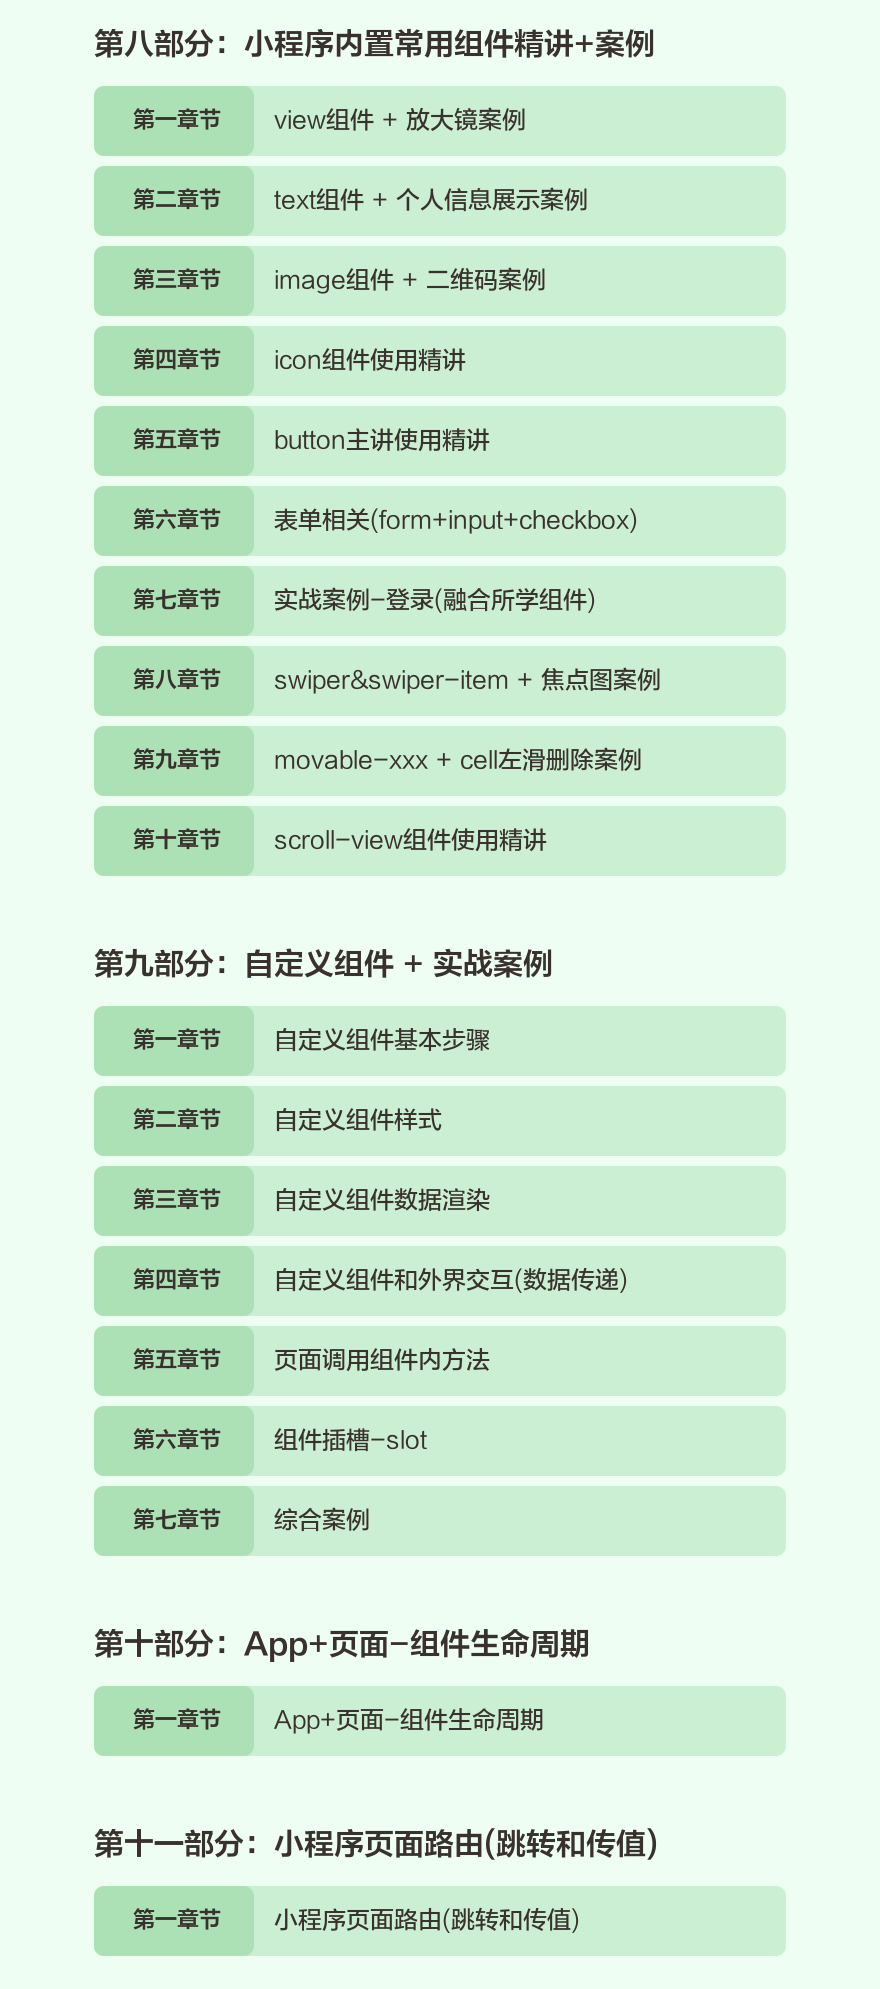 第八部分：小程序内置常用组件精讲+案例
第一章节 view组件 + 放大镜案例
第二章节 text组件 + 个人信息展示案例
第三章节 image组件 + 二维码案例
第四章节 icon组件使用精讲
第五章节 button主讲使用精讲
第六章节 表单相关(form+input+checkbox)
第七章节 实战案例-登录(融合所学组件)
第八章节 swiper&swiper-item + 焦点图案例
第九章节 movable-xxx + cell左滑删除案例
第十章节 scroll-view组件使用精讲
第九部分：自定义组件 + 实战案例
第一章节 自定义组件基本步骤
第二章节 自定义组件样式
第三章节 自定义组件数据渲染
第四章节 自定义组件和外界交互(数据传递)
第五章节 页面调用组件内方法
第六章节 组件插槽-slot
第七章节 综合案例
第十部分：App+页面-组件生命周期
第一章节 App+页面-组件生命周期
第十一部分：小程序页面路由(跳转和传值)
第一章节 小程序页面路由(跳转和传值)